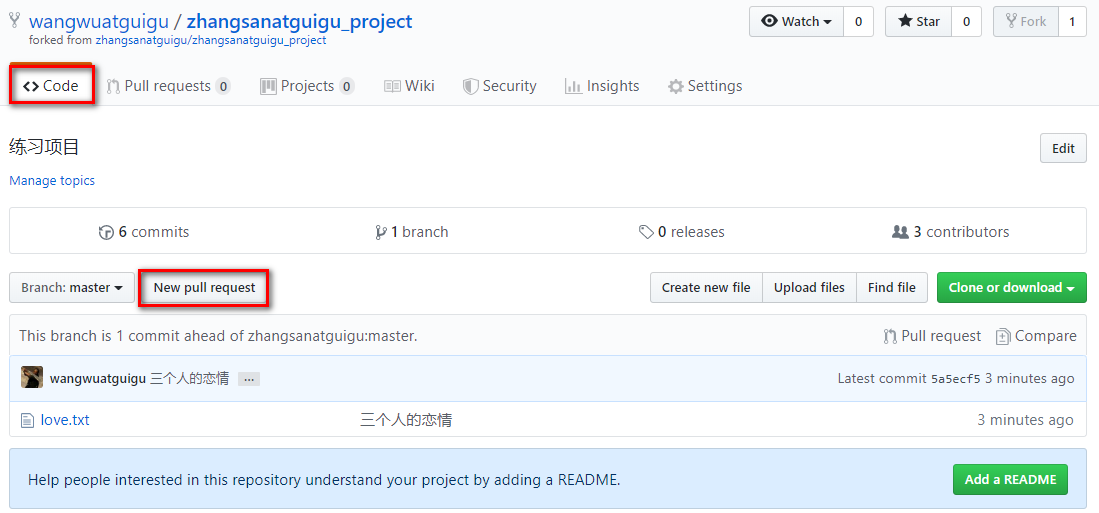 wangwuatguigu / zhangsanatguigu_project Watch 0 Star 0 Fork 1
forked from zhangsanatguigu/zhangsanatguigu_project
Code Pull requests 0 Projects 0 Wiki Security Insights Settings
练习项目 Edit
Manage topics
6 commits 1 branch 0 releases 3 contributors
Branch: master New pull request Create new file Upload files Find file Clone or download
This branch is 1 commit ahead of zhangsanatguigu:master. Pull request Compare
wangwuatguigu 三个人的恋情 ... Latest commit 5a5ecf5 3 minutes ago
love.txt 三个人的恋情 3 minutes ago
Help people interested in this repository understand your project by adding a README. Add a README